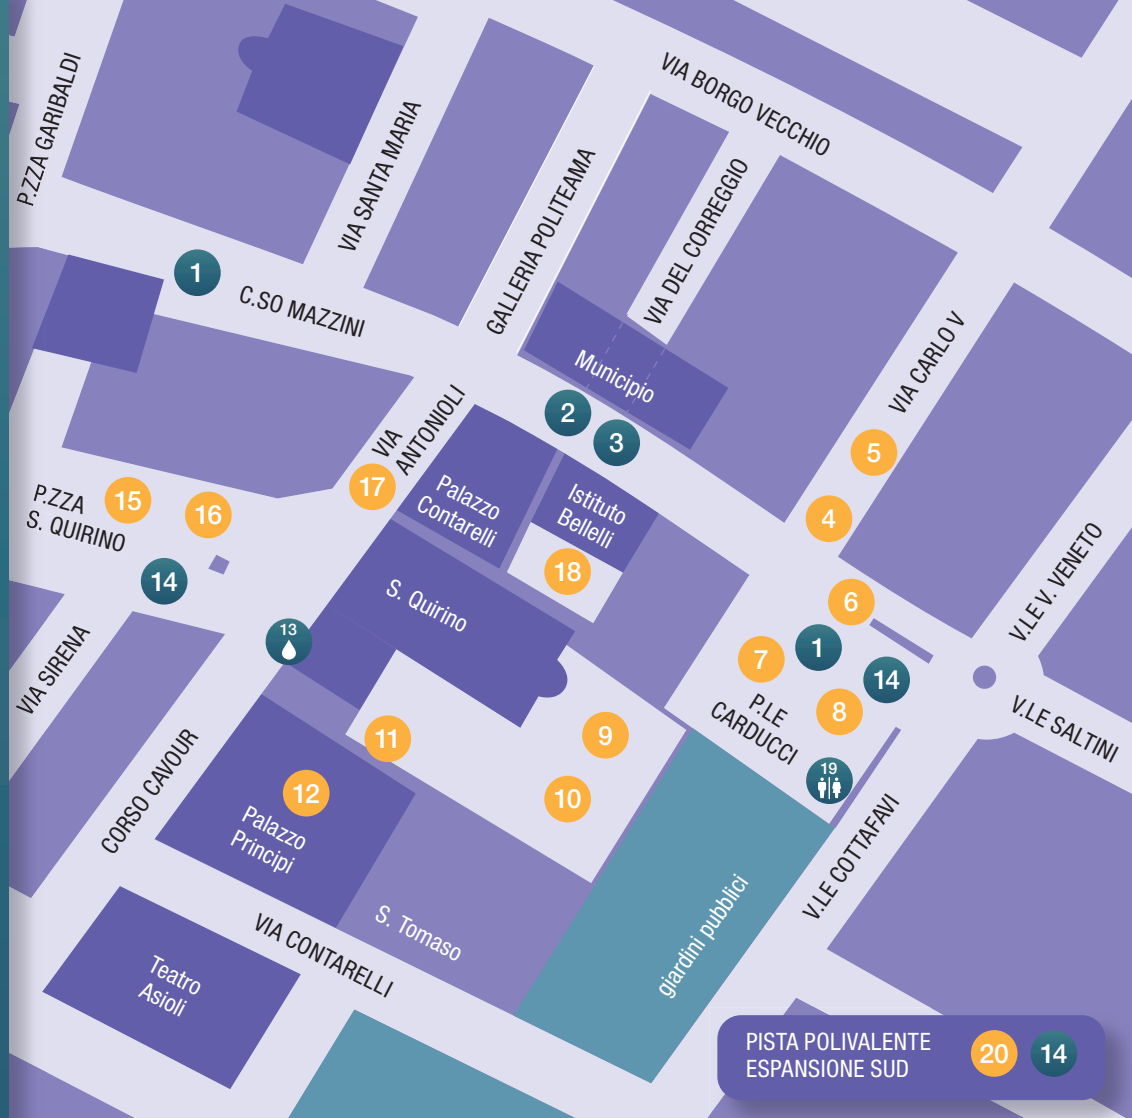 VIA BORGO VECCHIO
P.ZZA GARIBALDI
VIA SANTA MARIA
GALLERIA POLITEAMA
VIA DEL CORREGGIO
1
C.SO MAZZINI
VIA CARLO V
Municipio
2
3
VIA
ANTONIOLI
5
17
4
P.ZZA
S. QUIRINO
15
16
Palazzo
Contarelli
Istituto
Bellelli
14
18
V.LE V. VENETO
S. Quirino
6
13
VIA SIRENA
7
1
14
P.LE
CARDUCCI
8
V.LE SALTINI
11
9
19
12
10
CORSO CAVOUR
Palazzo
Principi
V.LE COTTAFAVI
S. Tomaso
giardini pubblici
VIA CONTARELLI
Teatro
Asioli
PISTA POLIVALENTE
ESPANSIONE SUD
20
14